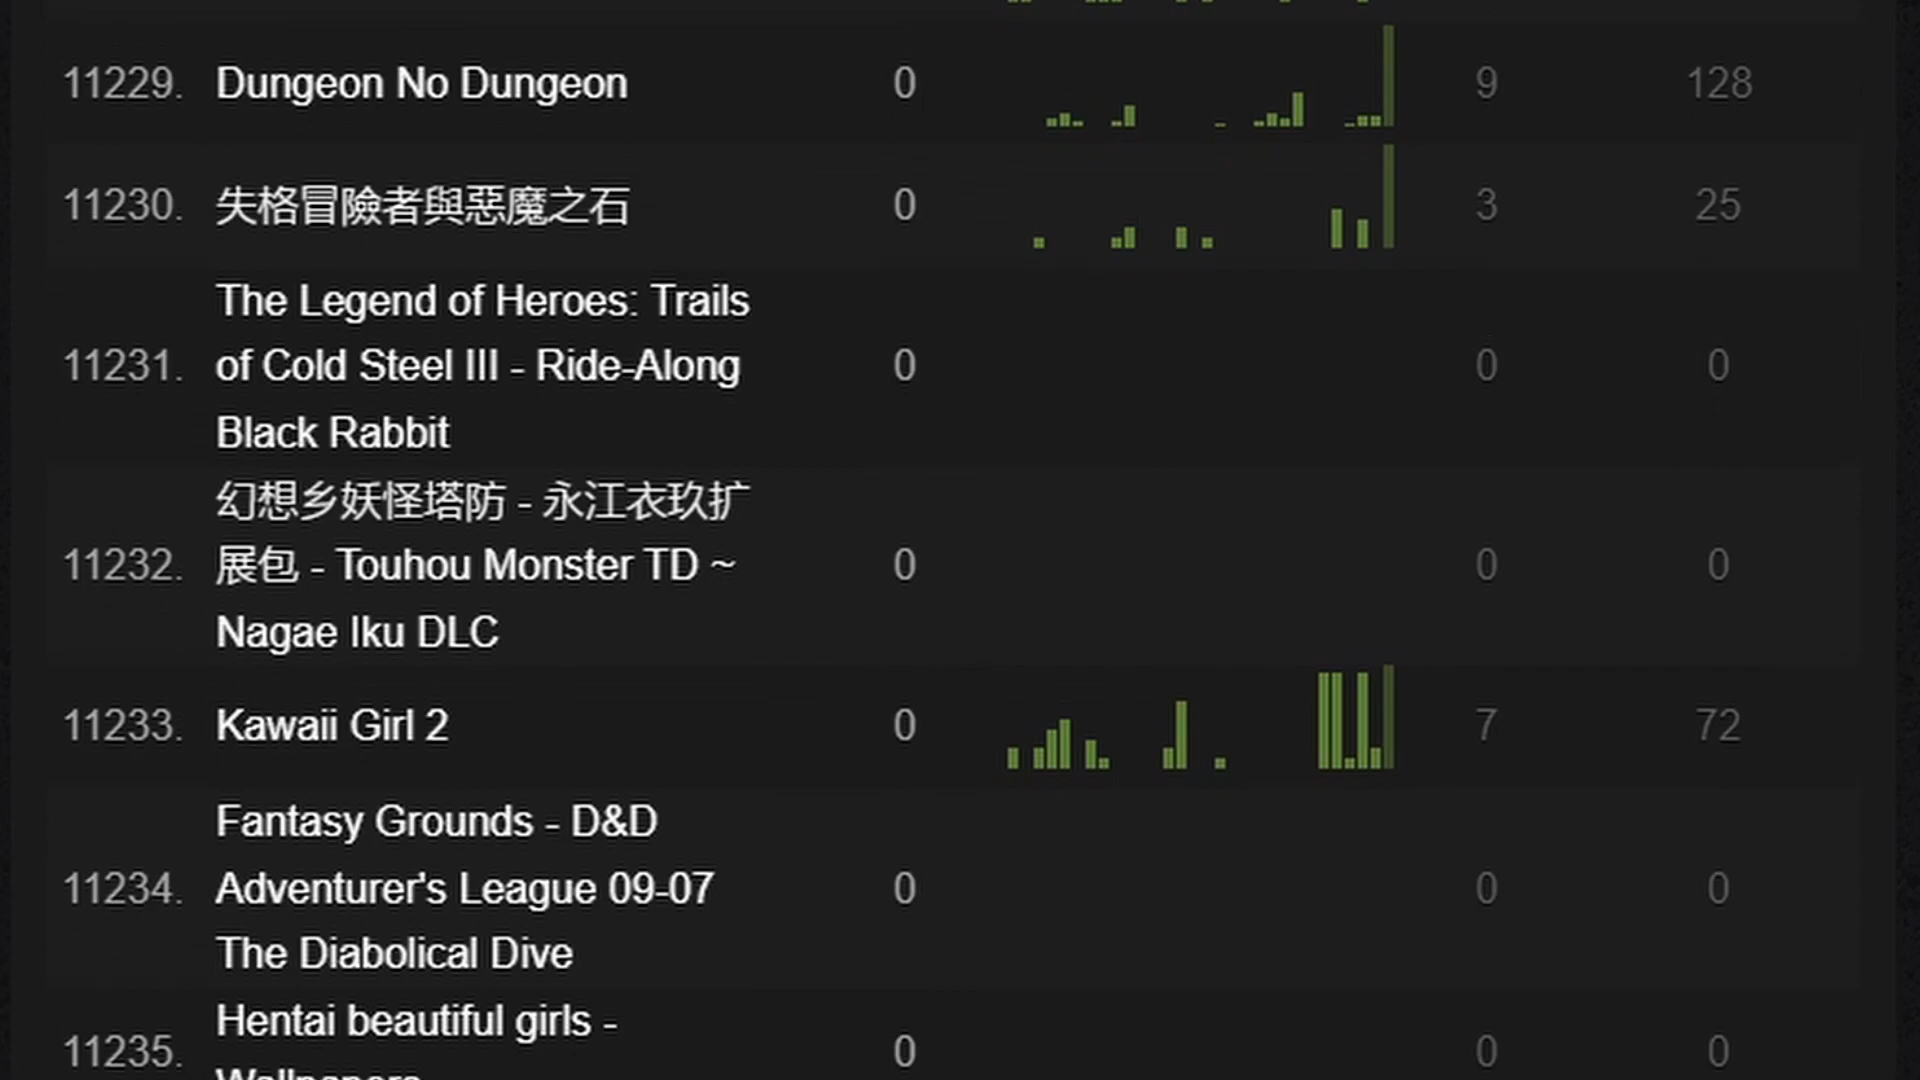 11229. Dungeon No Dungeon 0 9 128
11230. 失格冒險者與惡魔之石 0 3 25
The Legend of Heroes: Trails
11231. of Cold Steel III - Ride-Along 0 0 0
Black Rabbit
幻想乡妖怪塔防 - 永江衣玖扩
11232. 展包 - Touhou Monster TD ~ 0 0 0
Nagae Iku DLC
11233. Kawaii Girl 2 0 7 72
Fantasy Grounds - D&D
11234. Adventurer's League 09-07 0 0 0
The Diabolical Dive
Hentai beautiful girls -
11235. 0 0 0
Wallpapers